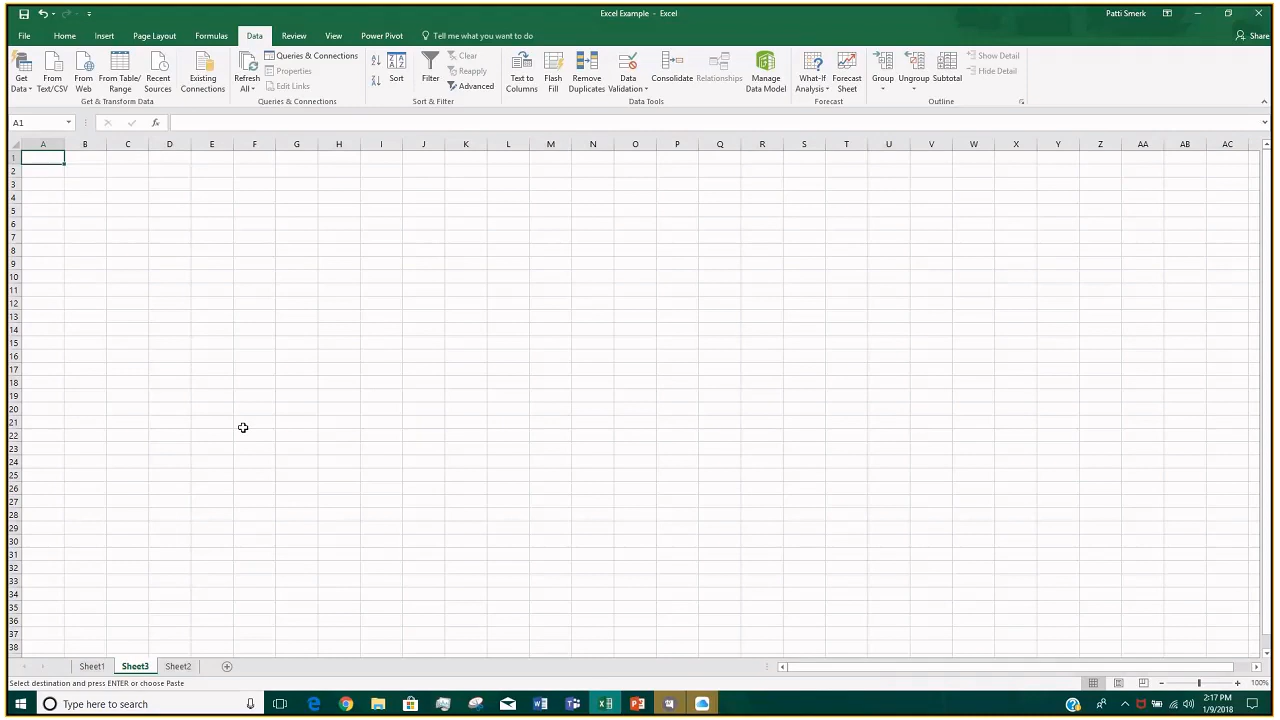 Excel Example - Excel
Patti Smerk
File Home Insert Page Layout Formulas Data Review View Power Pivot Tell me what you want to do
Share
Get Data
From Text/CSV
From Web
From Table/ Range
Recent Sources
Get & Transform Data
Existing Connections
Refresh All
Queries & Connections
Properties
Edit Links
Queries & Connections
Sort
Filter
Clear
Reapply
Advanced
Sort & Filter
Text to Columns
Flash Fill
Remove Duplicates
Data Validation
Consolidate
Relationships
Manage Data Model
Data Tools
What-If Analysis
Forecast Sheet
Forecast
Group
Ungroup
Subtotal
Show Detail
Hide Detail
Outline
A1
fx
A B C D E F G H I J K L M N O P Q R S T U V W X Y Z AA AB AC
1
2
3
4
5
6
7
8
9
10
11
12
13
14
15
16
17
18
19
20
21
22
23
24
25
26
27
28
29
30
31
32
33
34
35
36
37
38
Sheet1 Sheet3 Sheet2
Select destination and press ENTER or choose Paste
100%
Type here to search
2:17 PM
1/9/2018